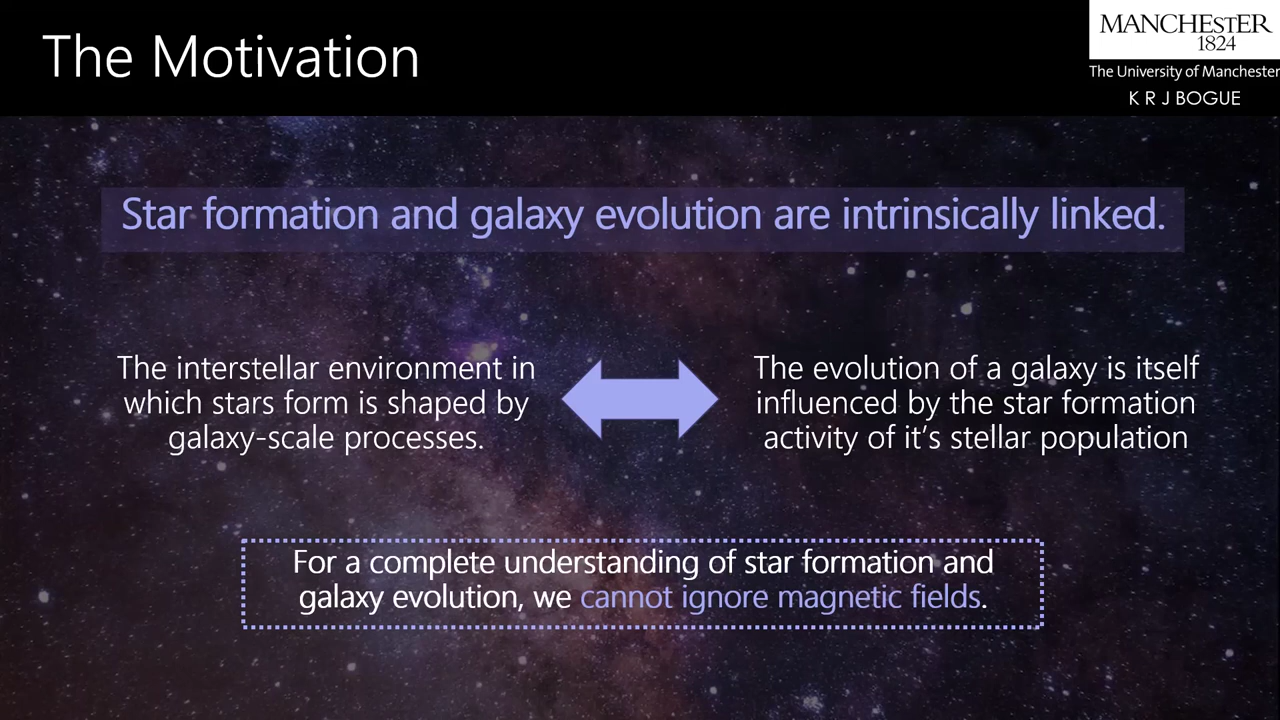 The Motivation
MANCHESTER
1824
The University of Manchester
K R J BOGUE
Star formation and galaxy evolution are intrinsically linked.
The interstellar environment in
which stars form is shaped by
galaxy-scale processes.
The evolution of a galaxy is itself
influenced by the star formation
activity of it’s stellar population
For a complete understanding of star formation and
galaxy evolution, we cannot ignore magnetic fields.